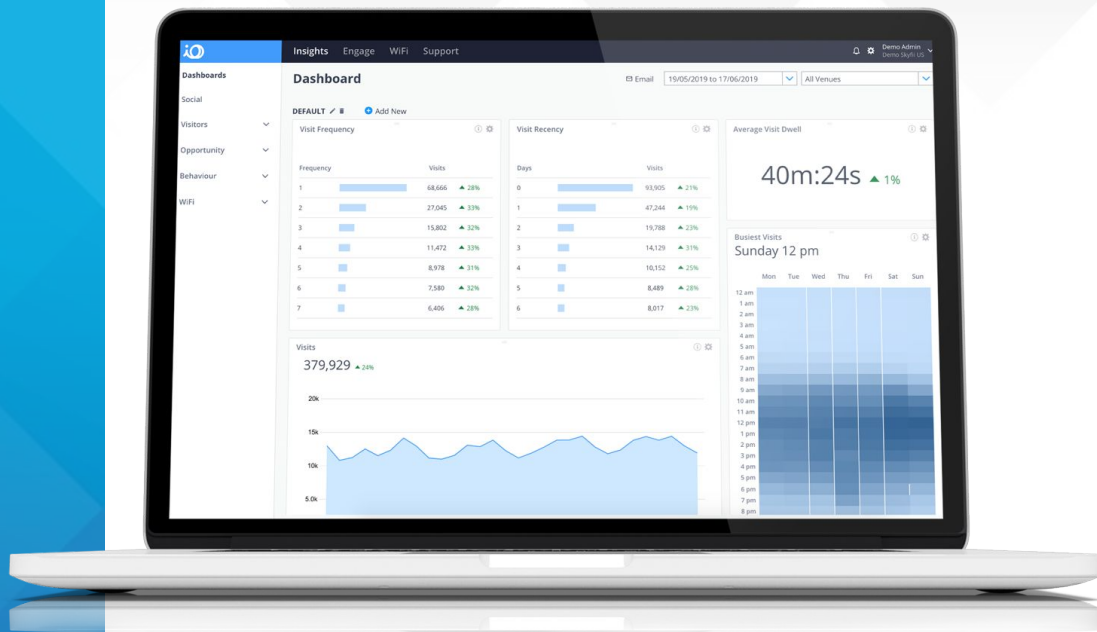 iO Insights Engage WiFi Support Demo Admin
Demo Skyfii US
Dashboards
Social
Visitors
Opportunity
Behaviour
WiFi
Dashboard Email 19/05/2019 to 17/06/2019 All Venues
DEFAULT Add New
Visit Frequency
Frequency Visits
1 68,666 28%
2 27,045 33%
3 15,802 32%
4 11,472 33%
5 8,978 31%
6 7,580 32%
7 6,406 28%
Visit Recency
Days Visits
0 93,905 21%
1 47,244 19%
2 19,788 23%
3 14,129 31%
4 10,152 25%
5 8,489 28%
6 8,017 23%
Average Visit Dwell
40m:24s 1%
Visits
379,929 24%
20k
15k
10k
5.0k
Busiest Visits
Sunday 12 pm
Mon Tue Wed Thu Fri Sat Sun
12 am
1 am
2 am
3 am
4 am
5 am
6 am
7 am
8 am
9 am
10 am
11 am
12 pm
1 pm
2 pm
3 pm
4 pm
5 pm
6 pm
7 pm
8 pm